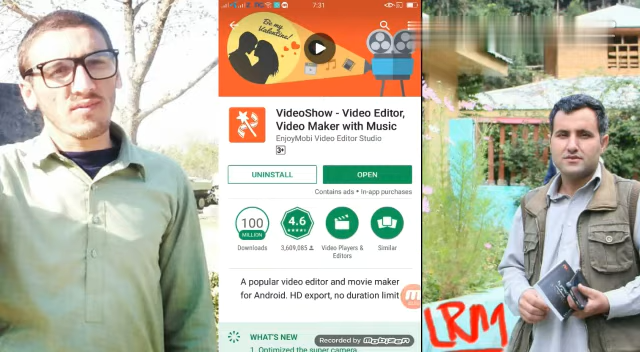 7:31
Be my
Valentine!
VideoShow - Video Editor,
Video Maker with Music
EnjoyMobi Video Editor Studio
3+
UNINSTALL
OPEN
Contains ads • In-app purchases
100
MILLION
Downloads
4.6
3,609,085
Video Players &
Editors
Similar
A popular video editor and movie maker
for Android. HD export, no duration limit
WHAT'S NEW
1. Optimized the super camera
Recorded by Mobizen
LRM